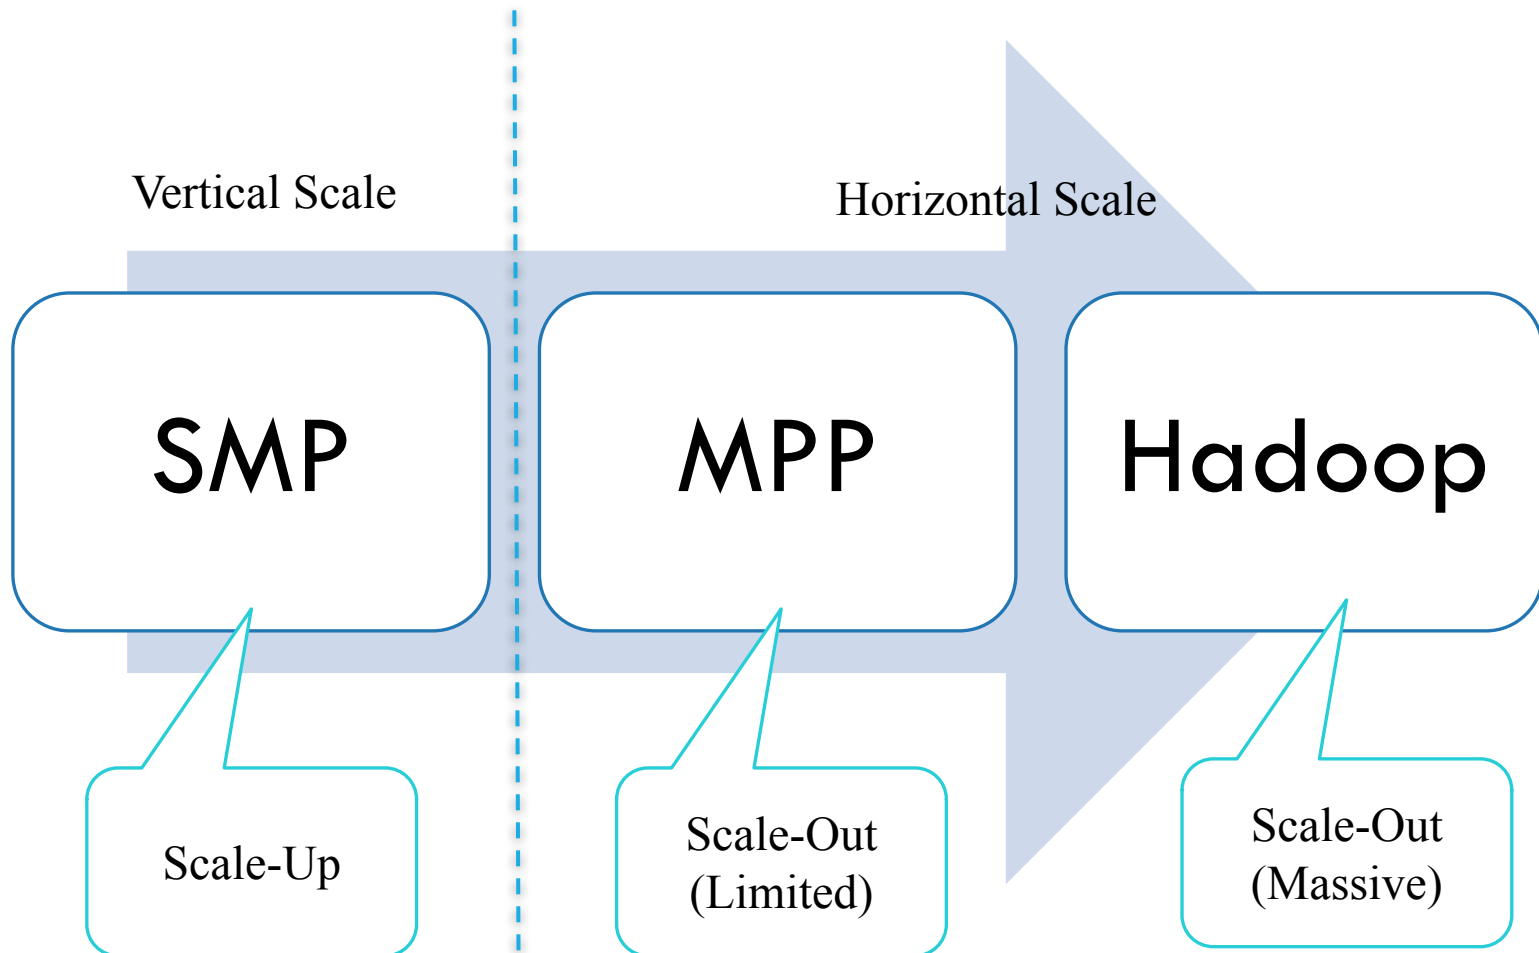 Vertical Scale
Horizontal Scale
SMP
MPP
Hadoop
Scale-Up
Scale-Out
(Limited)
Scale-Out
(Massive)